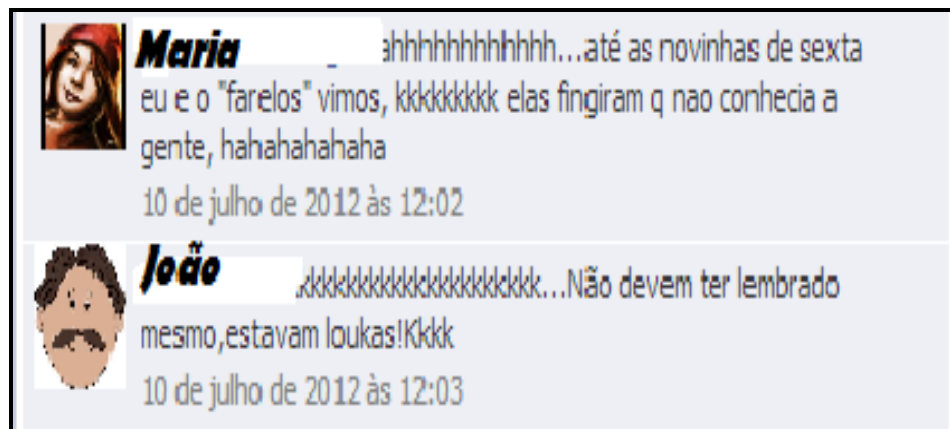 Maria ahhhhhhhhhhhh...até as novinhas de sexta
eu e o "farelos" vimos, kkkkkkkkk elas fingiram q nao conhecia a
gente, hahahahahaha
10 de julho de 2012 às 12:02
João kkkkkkkkkkkkkkkkkkkkkk...Não devem ter lembrado
mesmo,estavam loukas!Kkkk
10 de julho de 2012 às 12:03